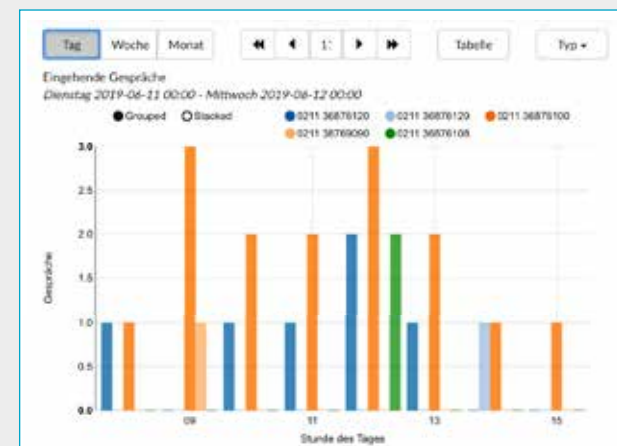 Tag Woche Monat Tabelle Typ
Eingehende Gespräche
Dienstag 2019-06-11 00:00 - Mittwoch 2019-06-12 00:00
Grouped Stacked 0211 36876120 0211 36876129 0211 36876100
0211 38769090 0211 36876108
3.0
2.5
2.0
1.5
1.0
0.5
0.0
Gespräche
09 11 13 15
Stunde des Tages